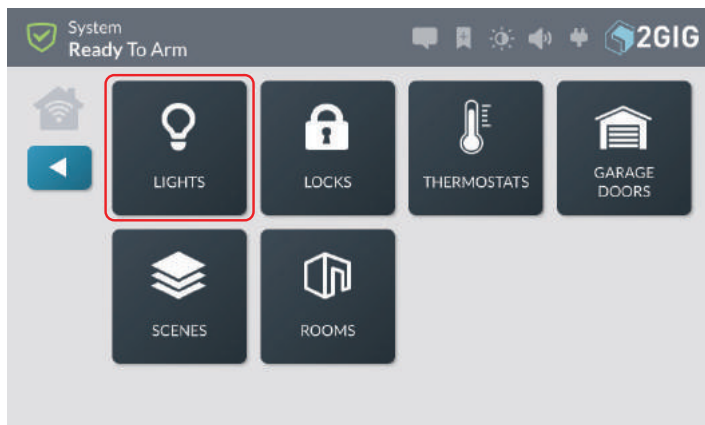 System
Ready To Arm
2GIG
LIGHTS
LOCKS
THERMOSTATS
GARAGE
DOORS
SCENES
ROOMS